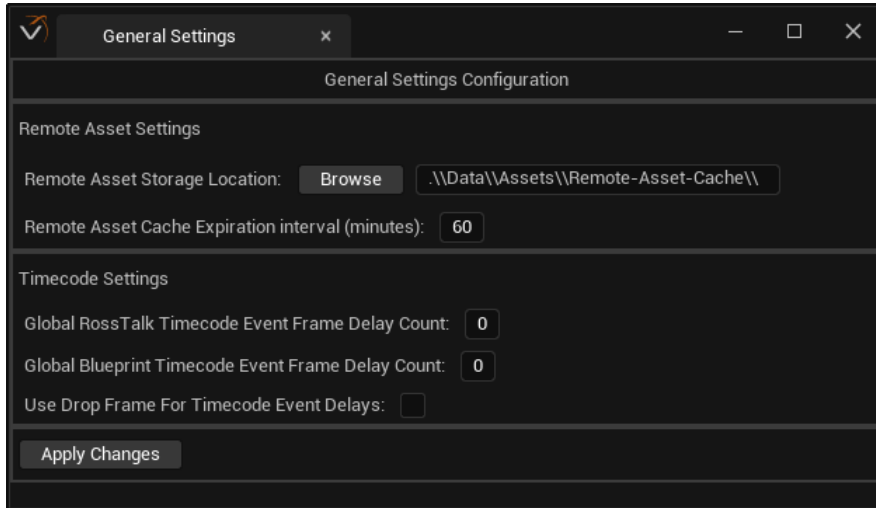 General Settings
General Settings Configuration
Remote Asset Settings
Remote Asset Storage Location: Browse .\\Data\\Assets\\Remote-Asset-Cache\\
Remote Asset Cache Expiration interval (minutes): 60
Timecode Settings
Global RossTalk Timecode Event Frame Delay Count: 0
Global Blueprint Timecode Event Frame Delay Count: 0
Use Drop Frame For Timecode Event Delays:
Apply Changes